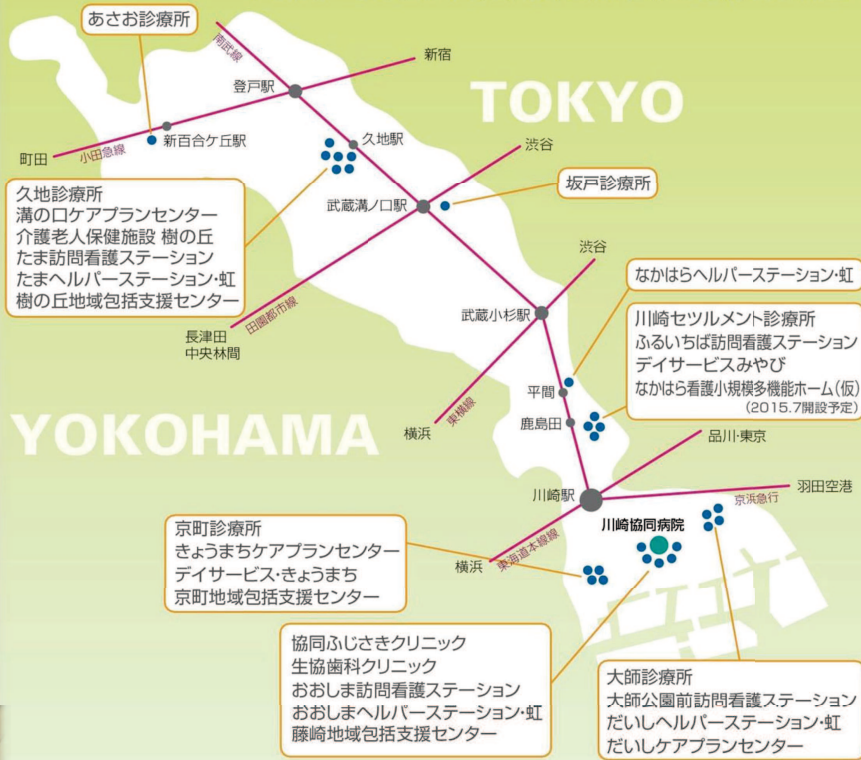 あさお診療所
南武線
登戸駅
新宿
TOKYO
町田
小田急線
新百合ケ丘駅
久地駅
渋谷
武蔵溝ノ口駅
坂戸診療所
久地診療所
溝の口ケアプランセンター
介護老人保健施設 樹の丘
たま訪問看護ステーション
たまヘルパーステーション・虹
樹の丘地域包括支援センター
長津田
中央林間
田園都市線
渋谷
武蔵小杉駅
なかはらヘルパーステーション・虹
川崎セツルメント診療所
ふるいちば訪問看護ステーション
デイサービスみやび
なかはら看護小規模多機能ホーム(仮)
(2015.7開設予定)
平間
鹿島田
YOKOHAMA
横浜
東横線
品川・東京
川崎駅
羽田空港
京浜急行
川崎協同病院
横浜
東海道本線線
京町診療所
きょうまちケアプランセンター
デイサービス・きょうまち
京町地域包括支援センター
協同ふじさきクリニック
生協歯科クリニック
おおしま訪問看護ステーション
おおしまヘルパーステーション・虹
藤崎地域包括支援センター
大師診療所
大師公園前訪問看護ステーション
だいしヘルパーステーション・虹
だいしケアプランセンター